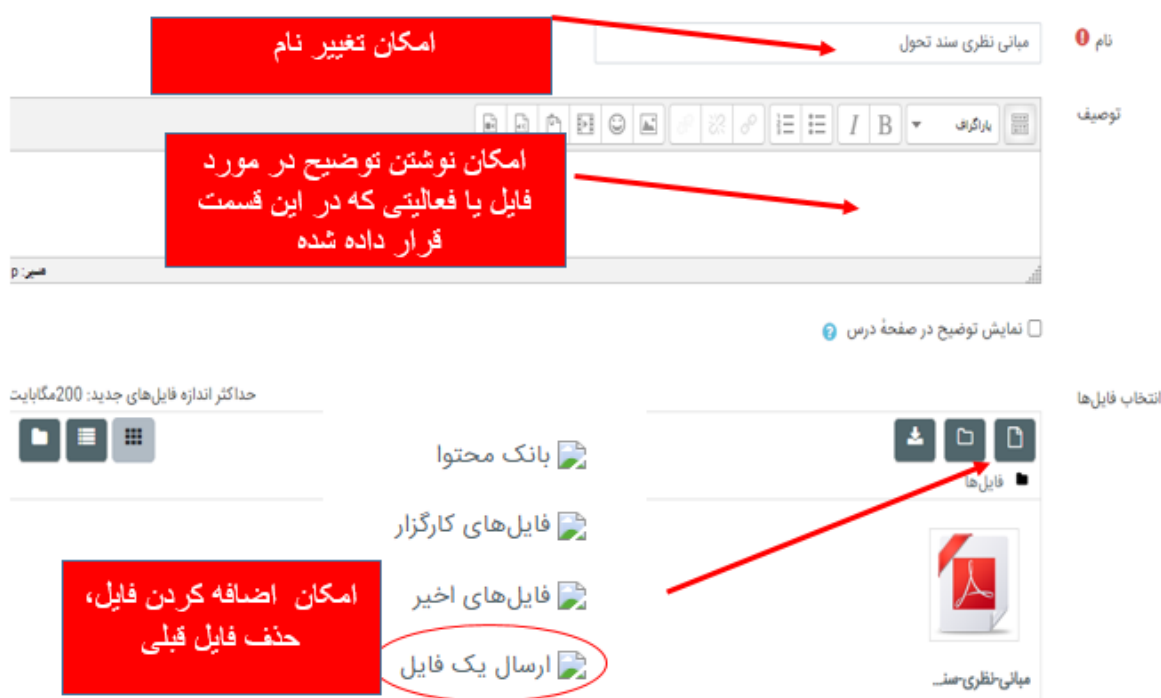 امکان تغییر نام
نام
مبانی نظری سند تحول
توصیف
پاراگراف
B
I
امکان نوشتن توضیح در مورد
فایل یا فعالیتی که در این قسمت
قرار داده شده
مسیر: p
نمایش توضیح در صفحهٔ درس
انتخاب فایل‌ها
حداکثر اندازه فایل‌های جدید: 200مگابایت
فایل‌ها
بانک محتوا
فایل‌های کارگزار
فایل‌های اخیر
ارسال یک فایل
امکان اضافه کردن فایل،
حذف فایل قبلی
مبانی-نظری-سند...